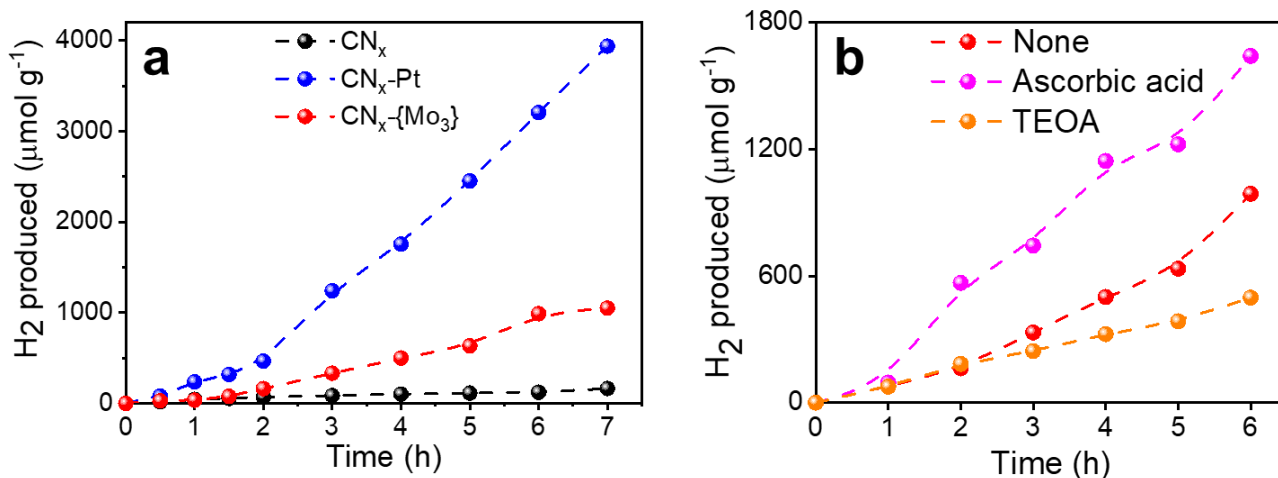 a
CNₓ
CNₓ-Pt
CNₓ-{Mo₃}
H2 produced (μmol g⁻¹)
4000
3000
2000
1000
0
0 1 2 3 4 5 6 7
Time (h)
b
None
Ascorbic acid
TEOA
H₂ produced (μmol g⁻¹)
1800
1200
600
0
0 1 2 3 4 5 6
Time (h)